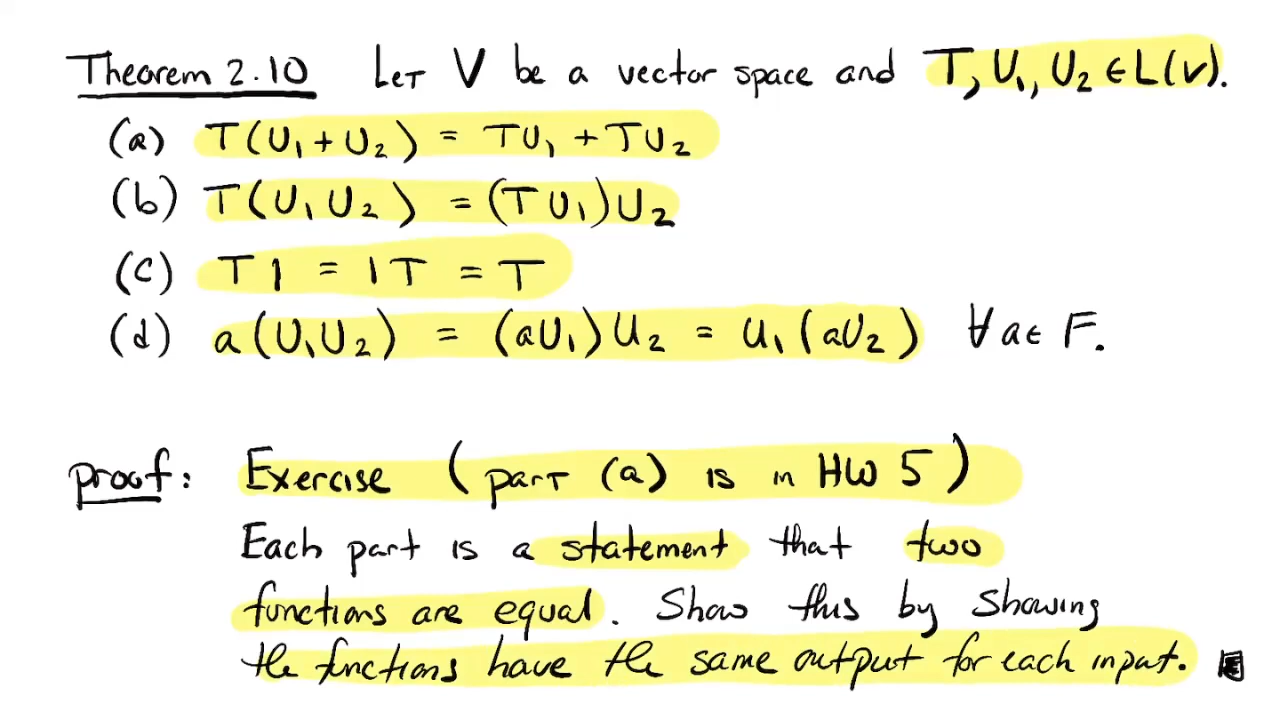 Theorem 2.10 Let V be a vector space and T, U₁, U₂ ∈ L(V).
(a) T(U₁ + U₂) = TU₁ + TU₂
(b) T(U₁U₂) = (TU₁)U₂
(c) T1 = 1T = T
(d) a(U₁U₂) = (aU₁)U₂ = U₁(aU₂) ∀ a ∈ F.
proof: Exercise (part (a) is in HW 5)
Each part is a statement that two
functions are equal. Show this by showing
the functions have the same output for each input.